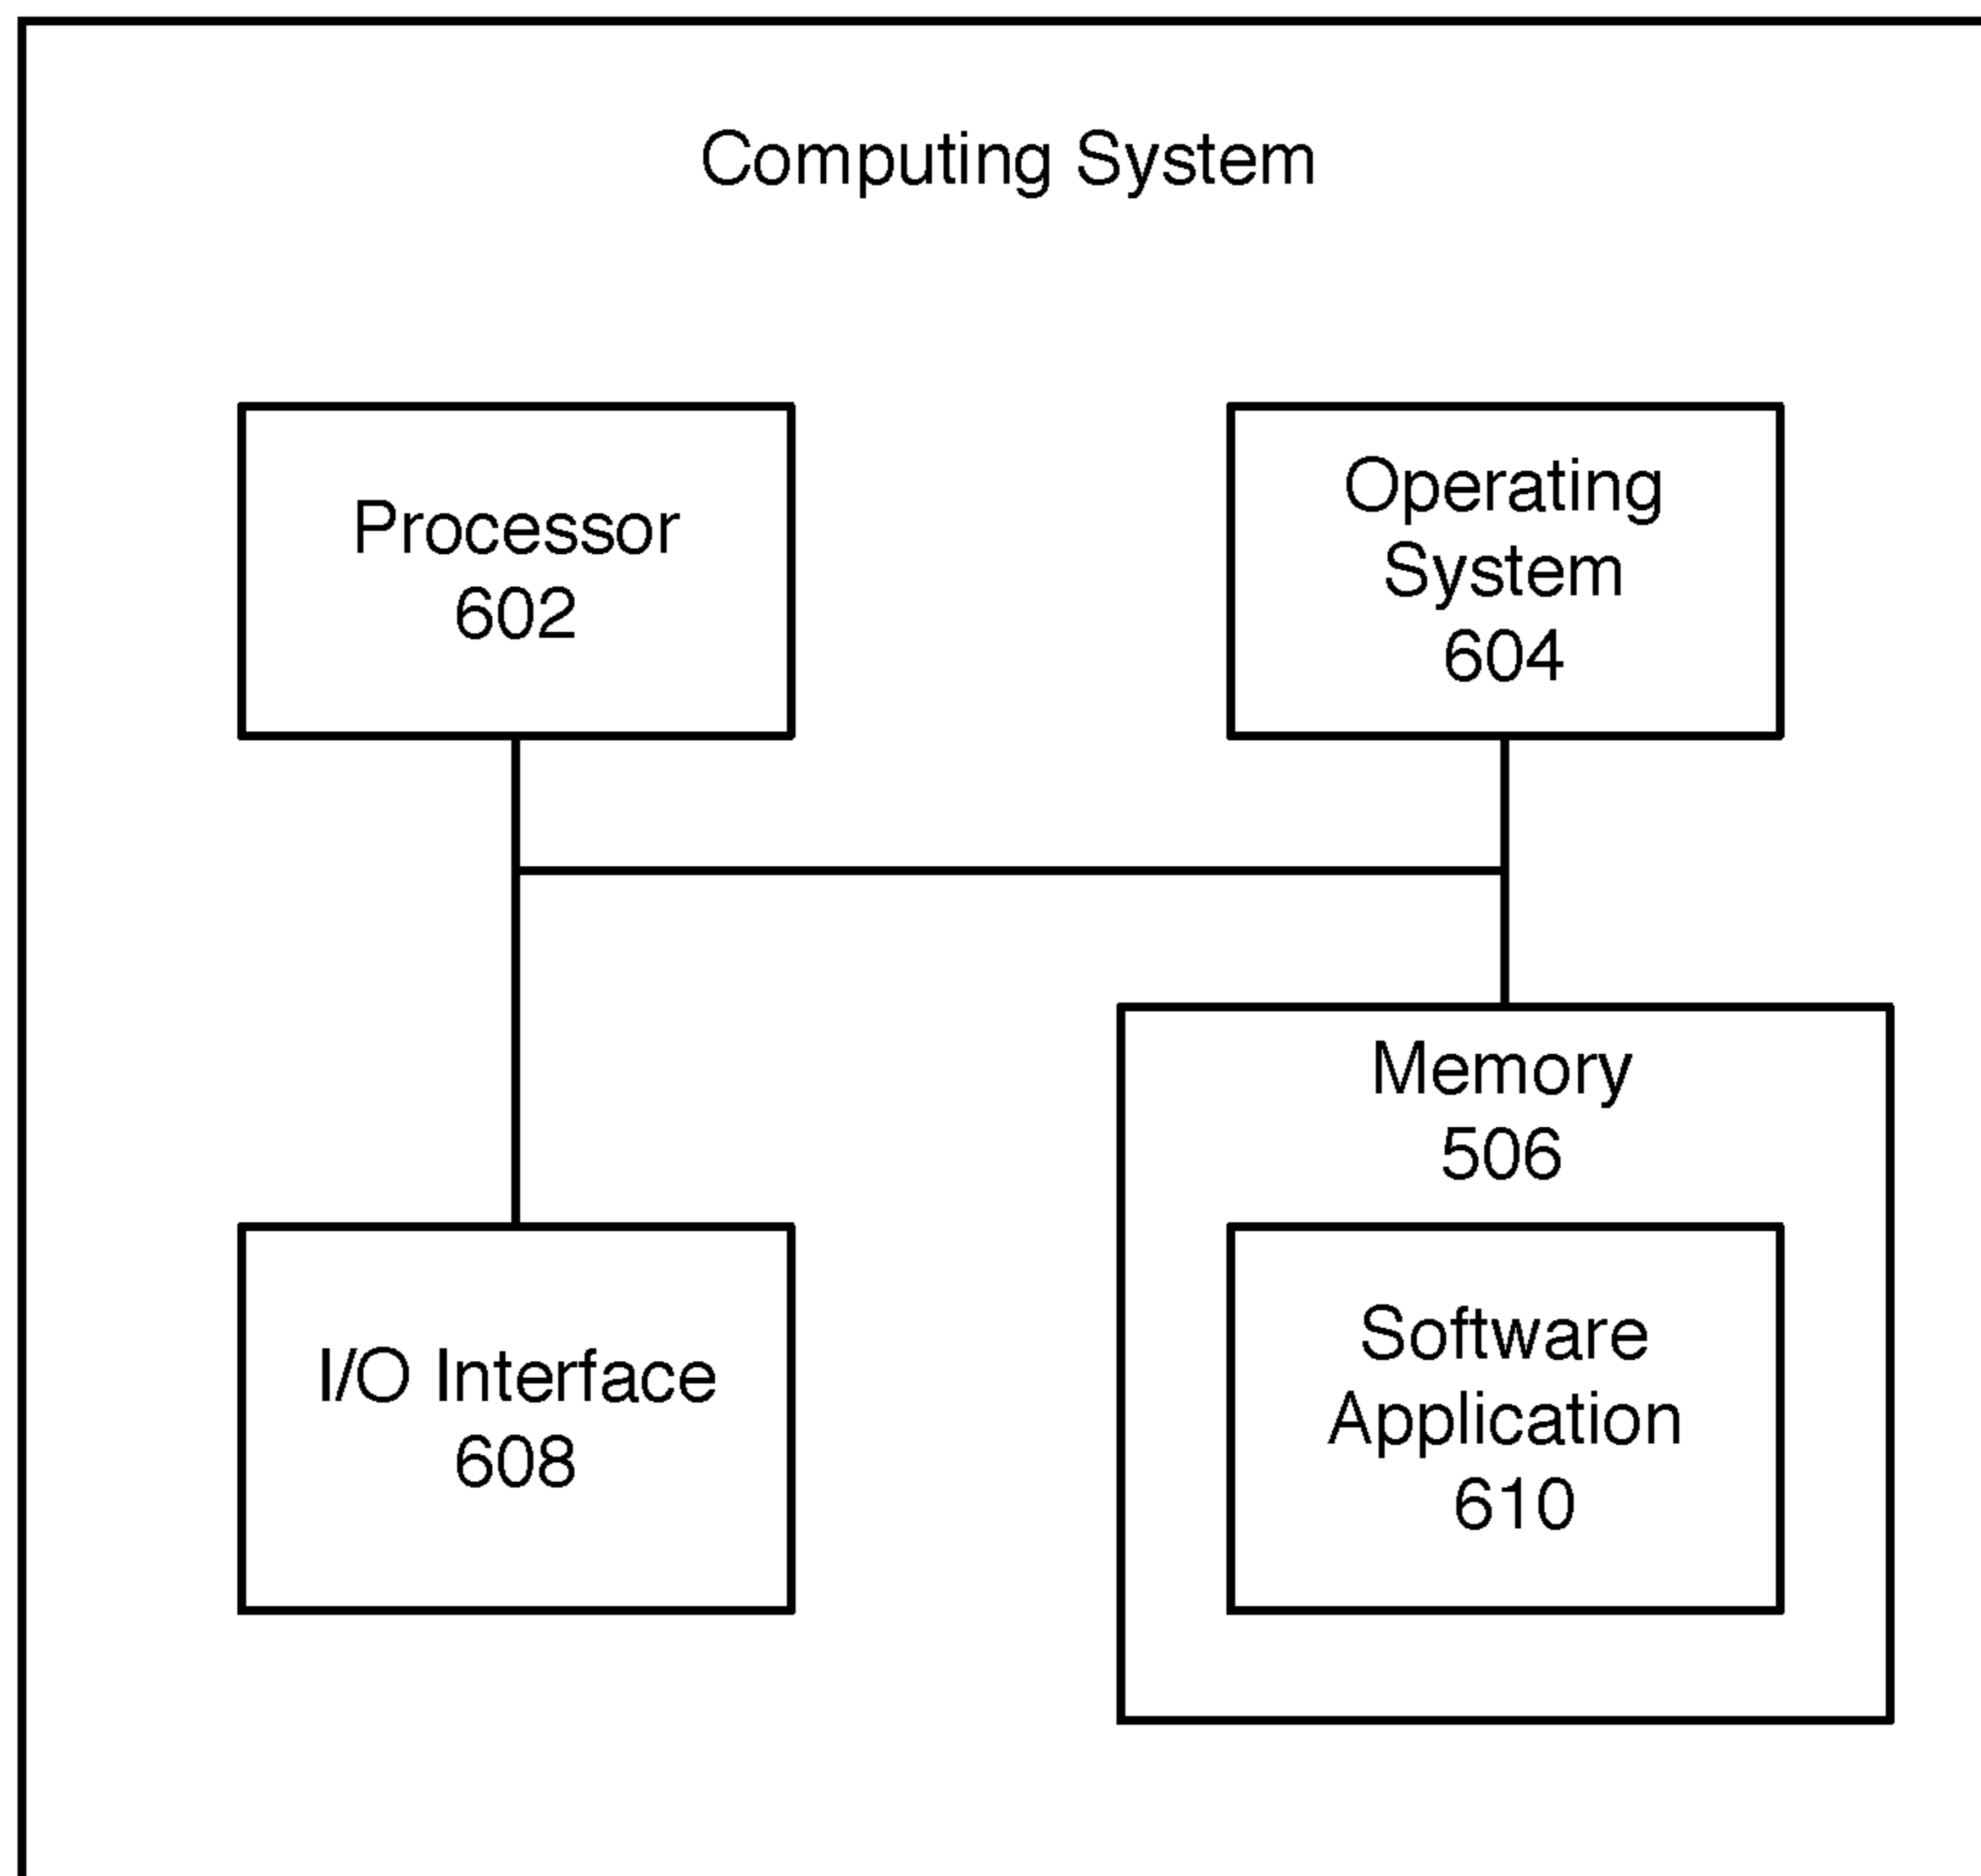 Computing System
Processor
602
Operating
System
604
Memory
506
I/O Interface
608
Software
Application
610